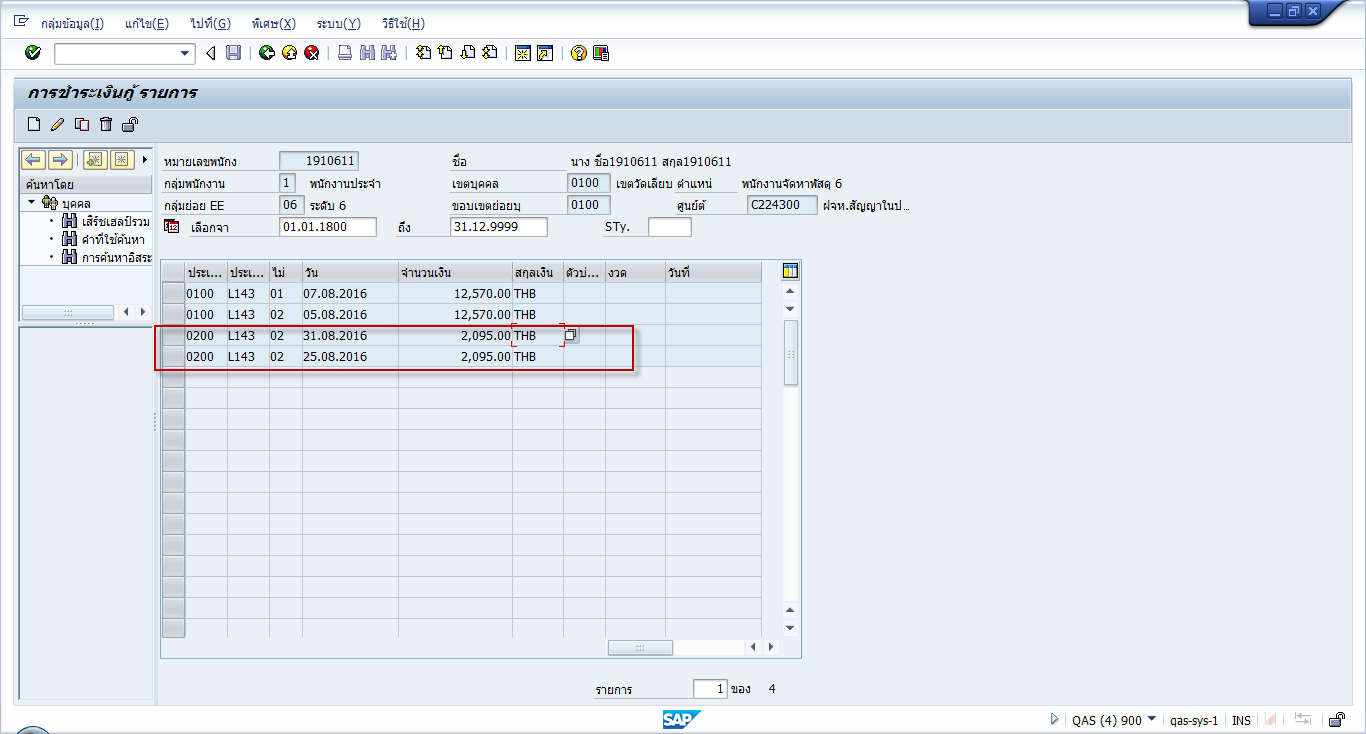 กลุ่มข้อมูล(I) แก้ไข(E) ไปที่(G) พิเศษ(X) ระบบ(Y) วิธีใช้(H)
การชำระเงินกู้ รายการ
หมายเลขพนักง 1910611 ชื่อ นาง ชื่อ1910611 สกุล1910611
กลุ่มพนักงาน 1 พนักงานประจำ เขตบุคคล 0100 เขตวัดเลียบ ตำแหน่ พนักงานจัดหาพัสดุ 6
กลุ่มย่อย EE 06 ระดับ 6 ขอบเขตย่อยบุ 0100 ศูนย์ต้ C224300 ฝจห.สัญญาในป...
เลือกจา 01.01.1800 ถึง 31.12.9999 STy.
ค้นหาโดย
บุคคล
เสิร์ชเฮลป์รวม
คำที่ใช้ค้นหา
การค้นหาอิสระ
ประเ... ประเ... ไม่ วัน จำนวนเงิน สกุลเงิน ตัวบ่... งวด วันที่
0100 L143 01 07.08.2016 12,570.00 THB
0100 L143 02 05.08.2016 12,570.00 THB
0200 L143 02 31.08.2016 2,095.00 THB
0200 L143 02 25.08.2016 2,095.00 THB
รายการ 1 ของ 4
SAP
QAS (4) 900 qas-sys-1 INS